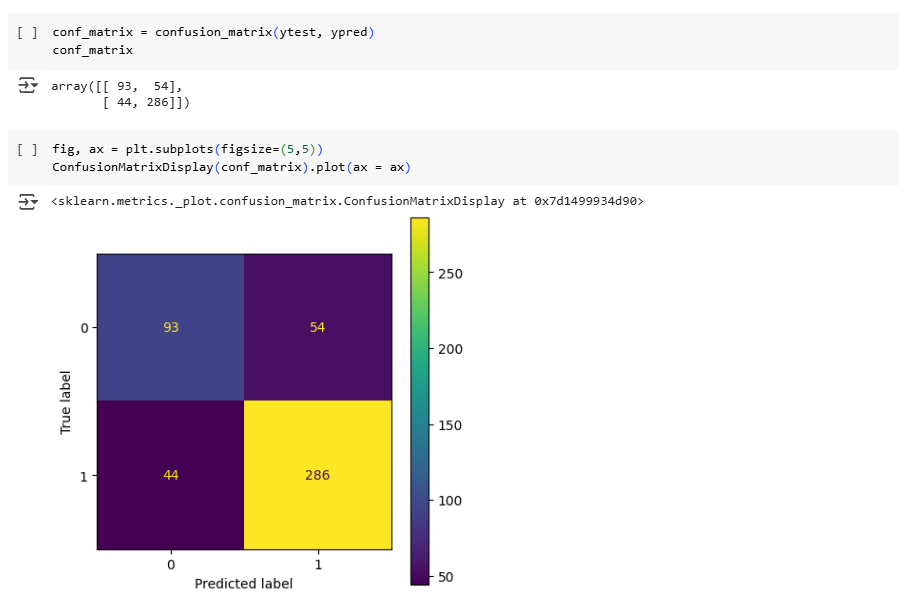 [ ] conf_matrix = confusion_matrix(ytest, ypred)
conf_matrix
array([[ 93,  54],
       [ 44, 286]])
[ ] fig, ax = plt.subplots(figsize=(5,5))
ConfusionMatrixDisplay(conf_matrix).plot(ax = ax)
<sklearn.metrics._plot.confusion_matrix.ConfusionMatrixDisplay at 0x7d1499934d90>
250
0
93
54
200
True label
150
1
44
286
100
0
1
50
Predicted label